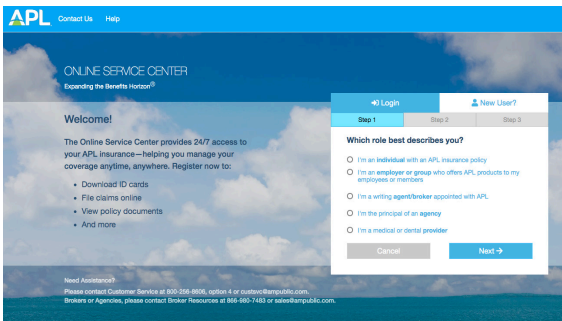 APL Contact Us Help
ONLINE SERVICE CENTER
Expanding the Benefits Horizon®
Login
New User?
Step 1
Step 2
Step 3
Welcome!
The Online Service Center provides 24/7 access to
your APL insurance—helping you manage your
coverage anytime, anywhere. Register now to:
• Download ID cards
• File claims online
• View policy documents
• And more
Which role best describes you?
I'm an individual with an APL insurance policy
I'm an employer or group who offers APL products to my
employees or members
I'm a writing agent/broker appointed with APL
I'm the principal of an agency
I'm a medical or dental provider
Cancel
Next →
Need Assistance?
Please contact Customer Service at 800-256-8606, option 4 or custsvc@ampublic.com.
Brokers or Agencies, please contact Broker Resources at 866-980-7483 or sales@ampublic.com.